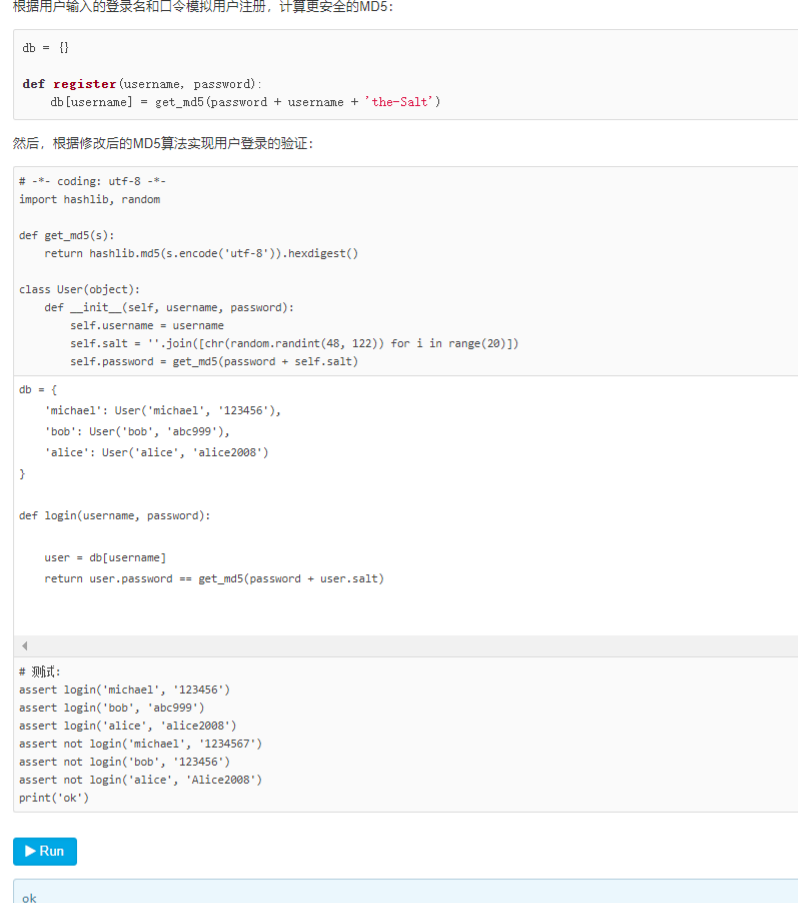 根据用户输入的登录名和口令模拟用户注册，计算更安全的MD5：
db = {}
def register(username, password):
    db[username] = get_md5(password + username + 'the-Salt')
然后，根据修改后的MD5算法实现用户登录的验证：
# -*- coding: utf-8 -*-
import hashlib, random
def get_md5(s):
    return hashlib.md5(s.encode('utf-8')).hexdigest()
class User(object):
    def __init__(self, username, password):
        self.username = username
        self.salt = ''.join([chr(random.randint(48, 122)) for i in range(20)])
        self.password = get_md5(password + self.salt)
db = {
    'michael': User('michael', '123456'),
    'bob': User('bob', 'abc999'),
    'alice': User('alice', 'alice2008')
}
def login(username, password):
    user = db[username]
    return user.password == get_md5(password + user.salt)
# 测试:
assert login('michael', '123456')
assert login('bob', 'abc999')
assert login('alice', 'alice2008')
assert not login('michael', '1234567')
assert not login('bob', '123456')
assert not login('alice', 'Alice2008')
print('ok')
Run
ok